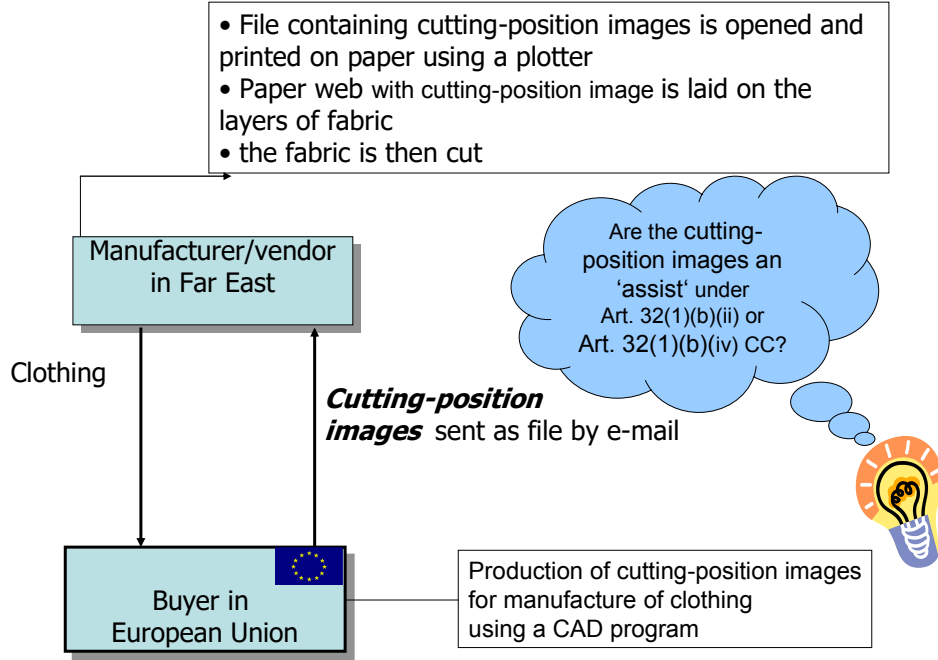 • File containing cutting-position images is opened and
printed on paper using a plotter
• Paper web with cutting-position image is laid on the
layers of fabric
• the fabric is then cut
Are the cutting-
position images an
‘assist‘ under
Art. 32(1)(b)(ii) or
Art. 32(1)(b)(iv) CC?
Manufacturer/vendor
in Far East
Clothing
Cutting-position
images sent as file by e-mail
Buyer in
European Union
Production of cutting-position images
for manufacture of clothing
using a CAD program